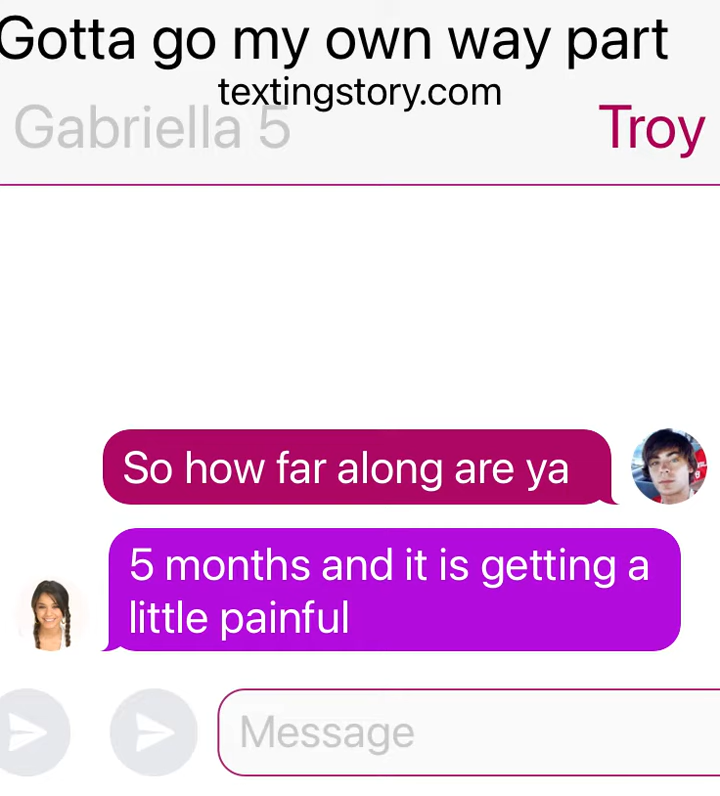 Gotta go my own way part
textingstory.com
Gabriella 5
Troy
So how far along are ya
5 months and it is getting a
little painful
Message